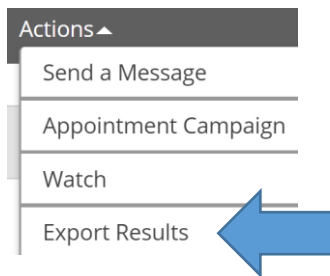 Actions▲
Send a Message
Appointment Campaign
Watch
Export Results